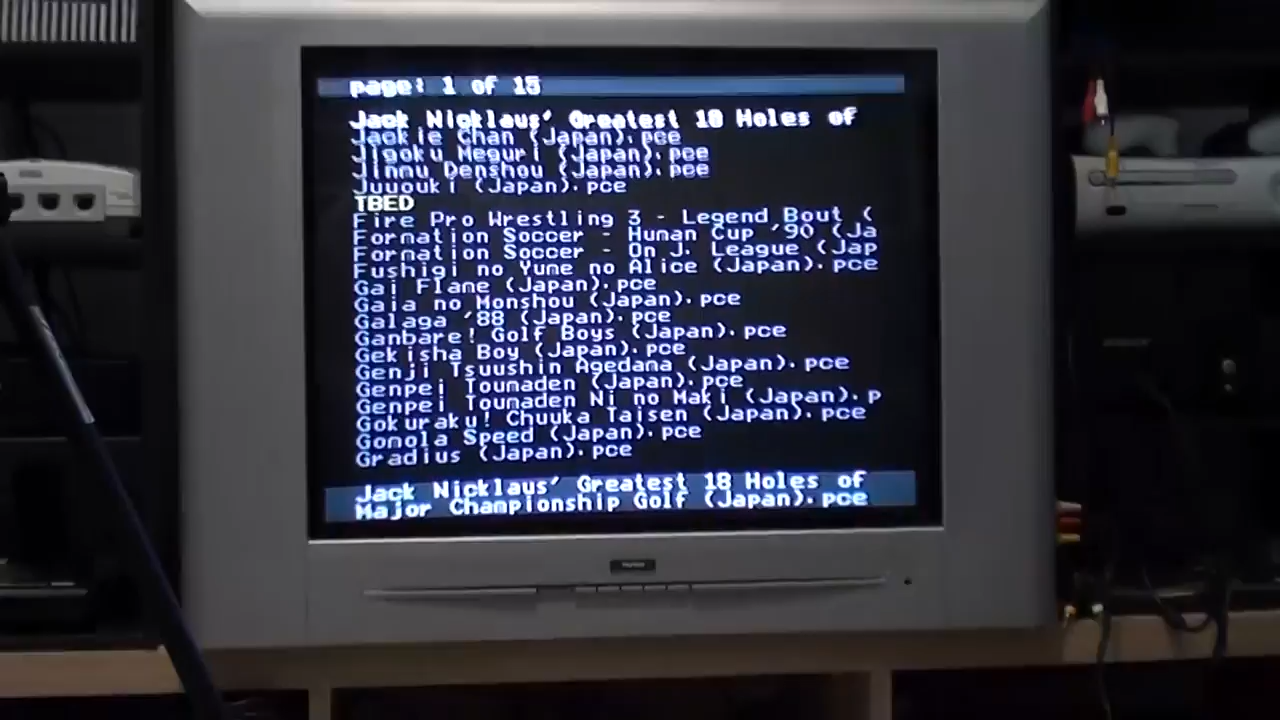 page: 1 of 15
Jack Nicklaus' Greatest 18 Holes of
Jackie Chan (Japan).pce
Jigoku Meguri (Japan).pce
Jinmu Denshou (Japan).pce
Juuouki (Japan).pce
TBED
Fire Pro Wrestling 3 - Legend Bout (
Formation Soccer - Human Cup '90 (Ja
Formation Soccer - On J. League (Jap
Fushigi no Yume no Alice (Japan).pce
Gai Flame (Japan).pce
Gaia no Monshou (Japan).pce
Galaga '88 (Japan).pce
Ganbare! Golf Boys (Japan).pce
Gekisha Boy (Japan).pce
Genji Tsuushin Agedama (Japan).pce
Genpei Toumaden (Japan).pce
Genpei Toumaden Ni no Maki (Japan).p
Gokuraku! Chuuka Taisen (Japan).pce
Gomola Speed (Japan).pce
Gradius (Japan).pce
Jack Nicklaus' Greatest 18 Holes of
Major Championship Golf (Japan).pce